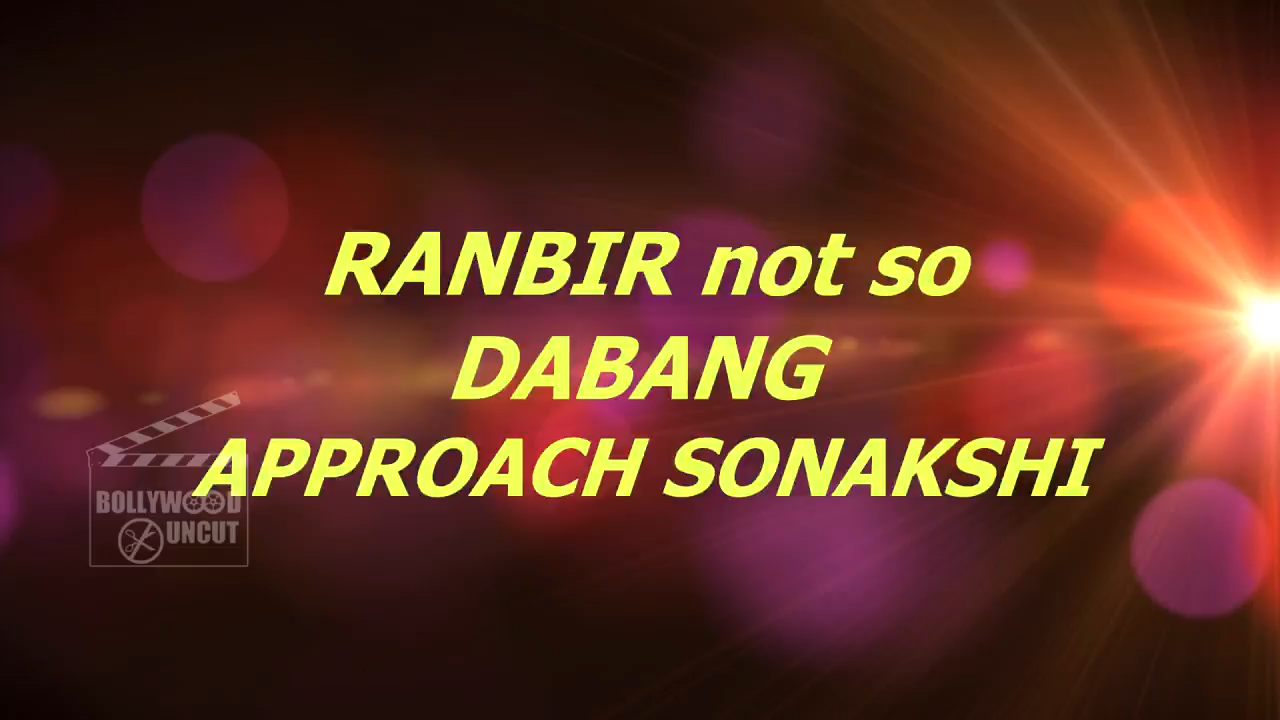 RANBIR not so
DABANG
APPROACH SONAKSHI
BOLLYWOOD
UNCUT